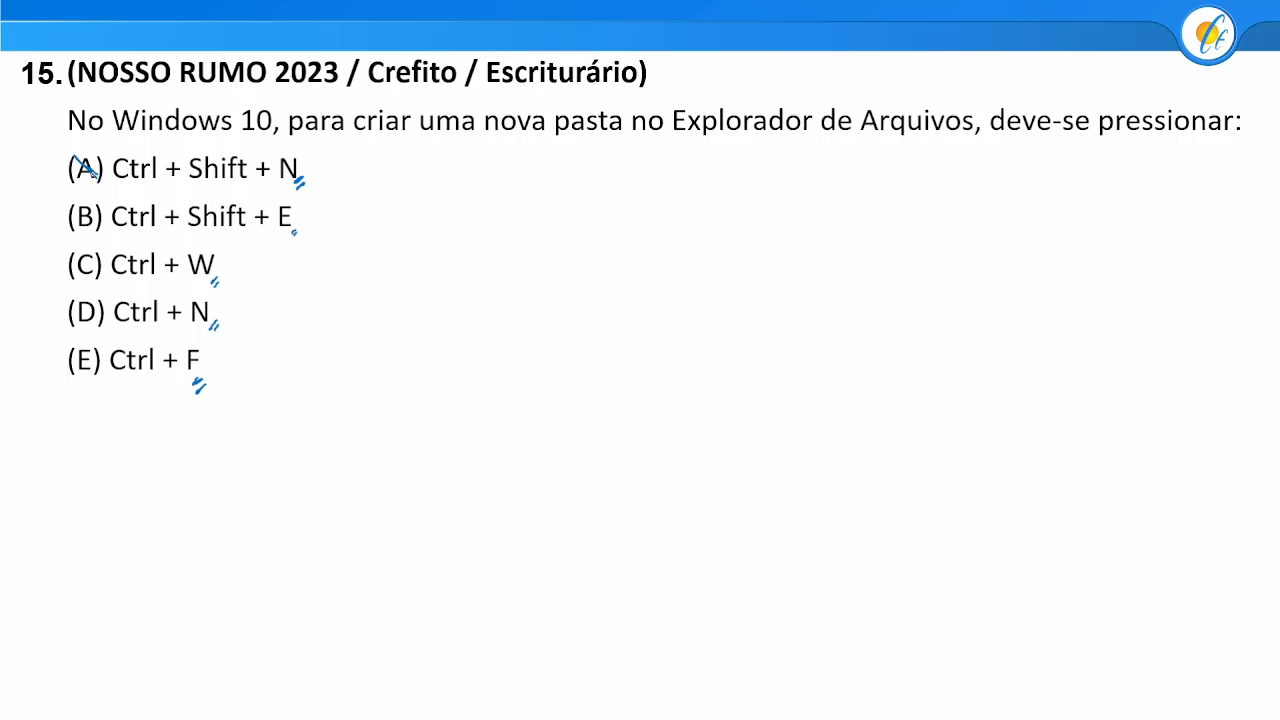 15. (NOSSO RUMO 2023 / Crefito / Escriturário)
No Windows 10, para criar uma nova pasta no Explorador de Arquivos, deve-se pressionar:
(A) Ctrl + Shift + N
(B) Ctrl + Shift + E
(C) Ctrl + W
(D) Ctrl + N
(E) Ctrl + F